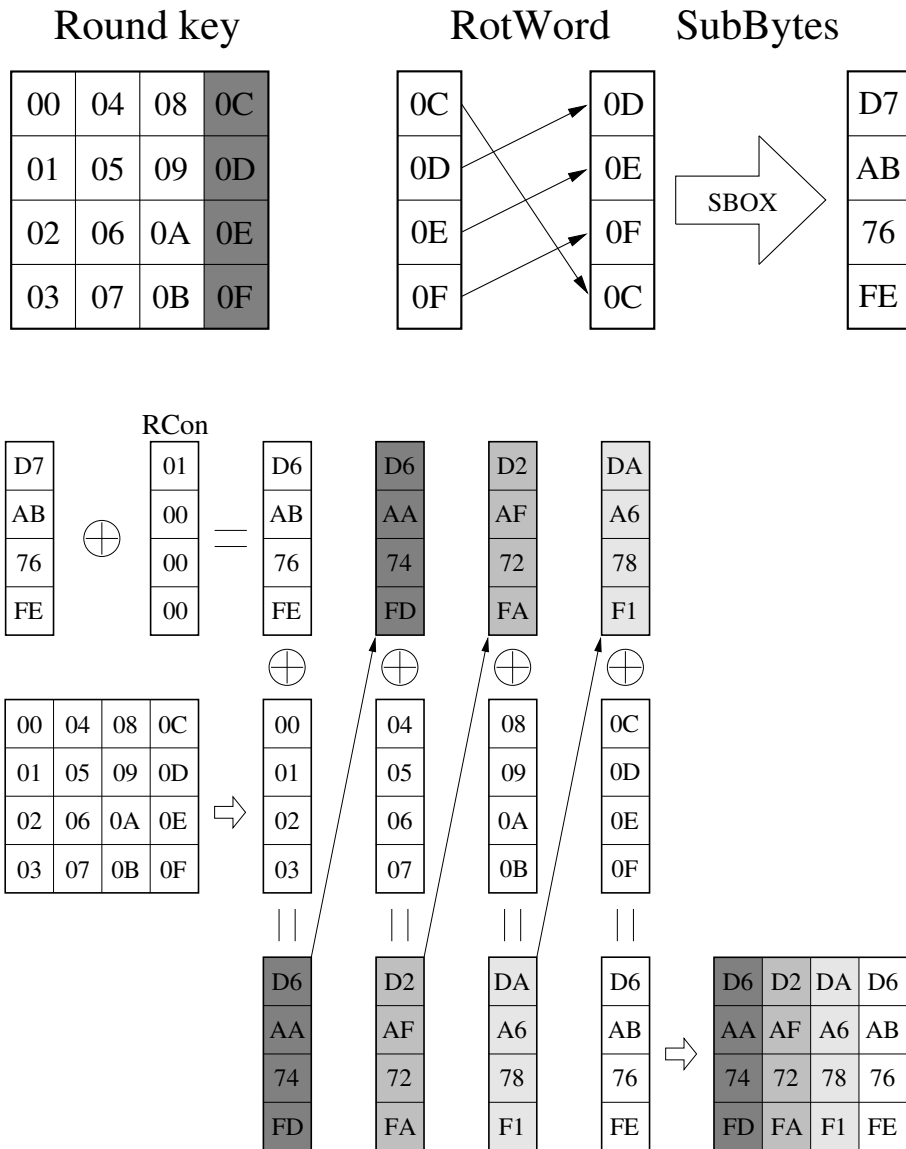 Round key RotWord SubBytes
00 04 08 0C 0C 0D D7
01 05 09 0D 0D 0E AB
02 06 0A 0E 0E 0F 76
03 07 0B 0F 0F 0C FE
SBOX
RCon
D7 01 D6 D6 D2 DA
AB 00 AB AA AF A6
76 00 76 74 72 78
FE 00 FE FD FA F1
00 04 08 0C 00 04 08 0C
01 05 09 0D 01 05 09 0D
02 06 0A 0E 02 06 0A 0E
03 07 0B 0F 03 07 0B 0F
D6 D2 DA D6 D6 D2 DA D6
AA AF A6 AB AA AF A6 AB
74 72 78 76 74 72 78 76
FD FA F1 FE FD FA F1 FE